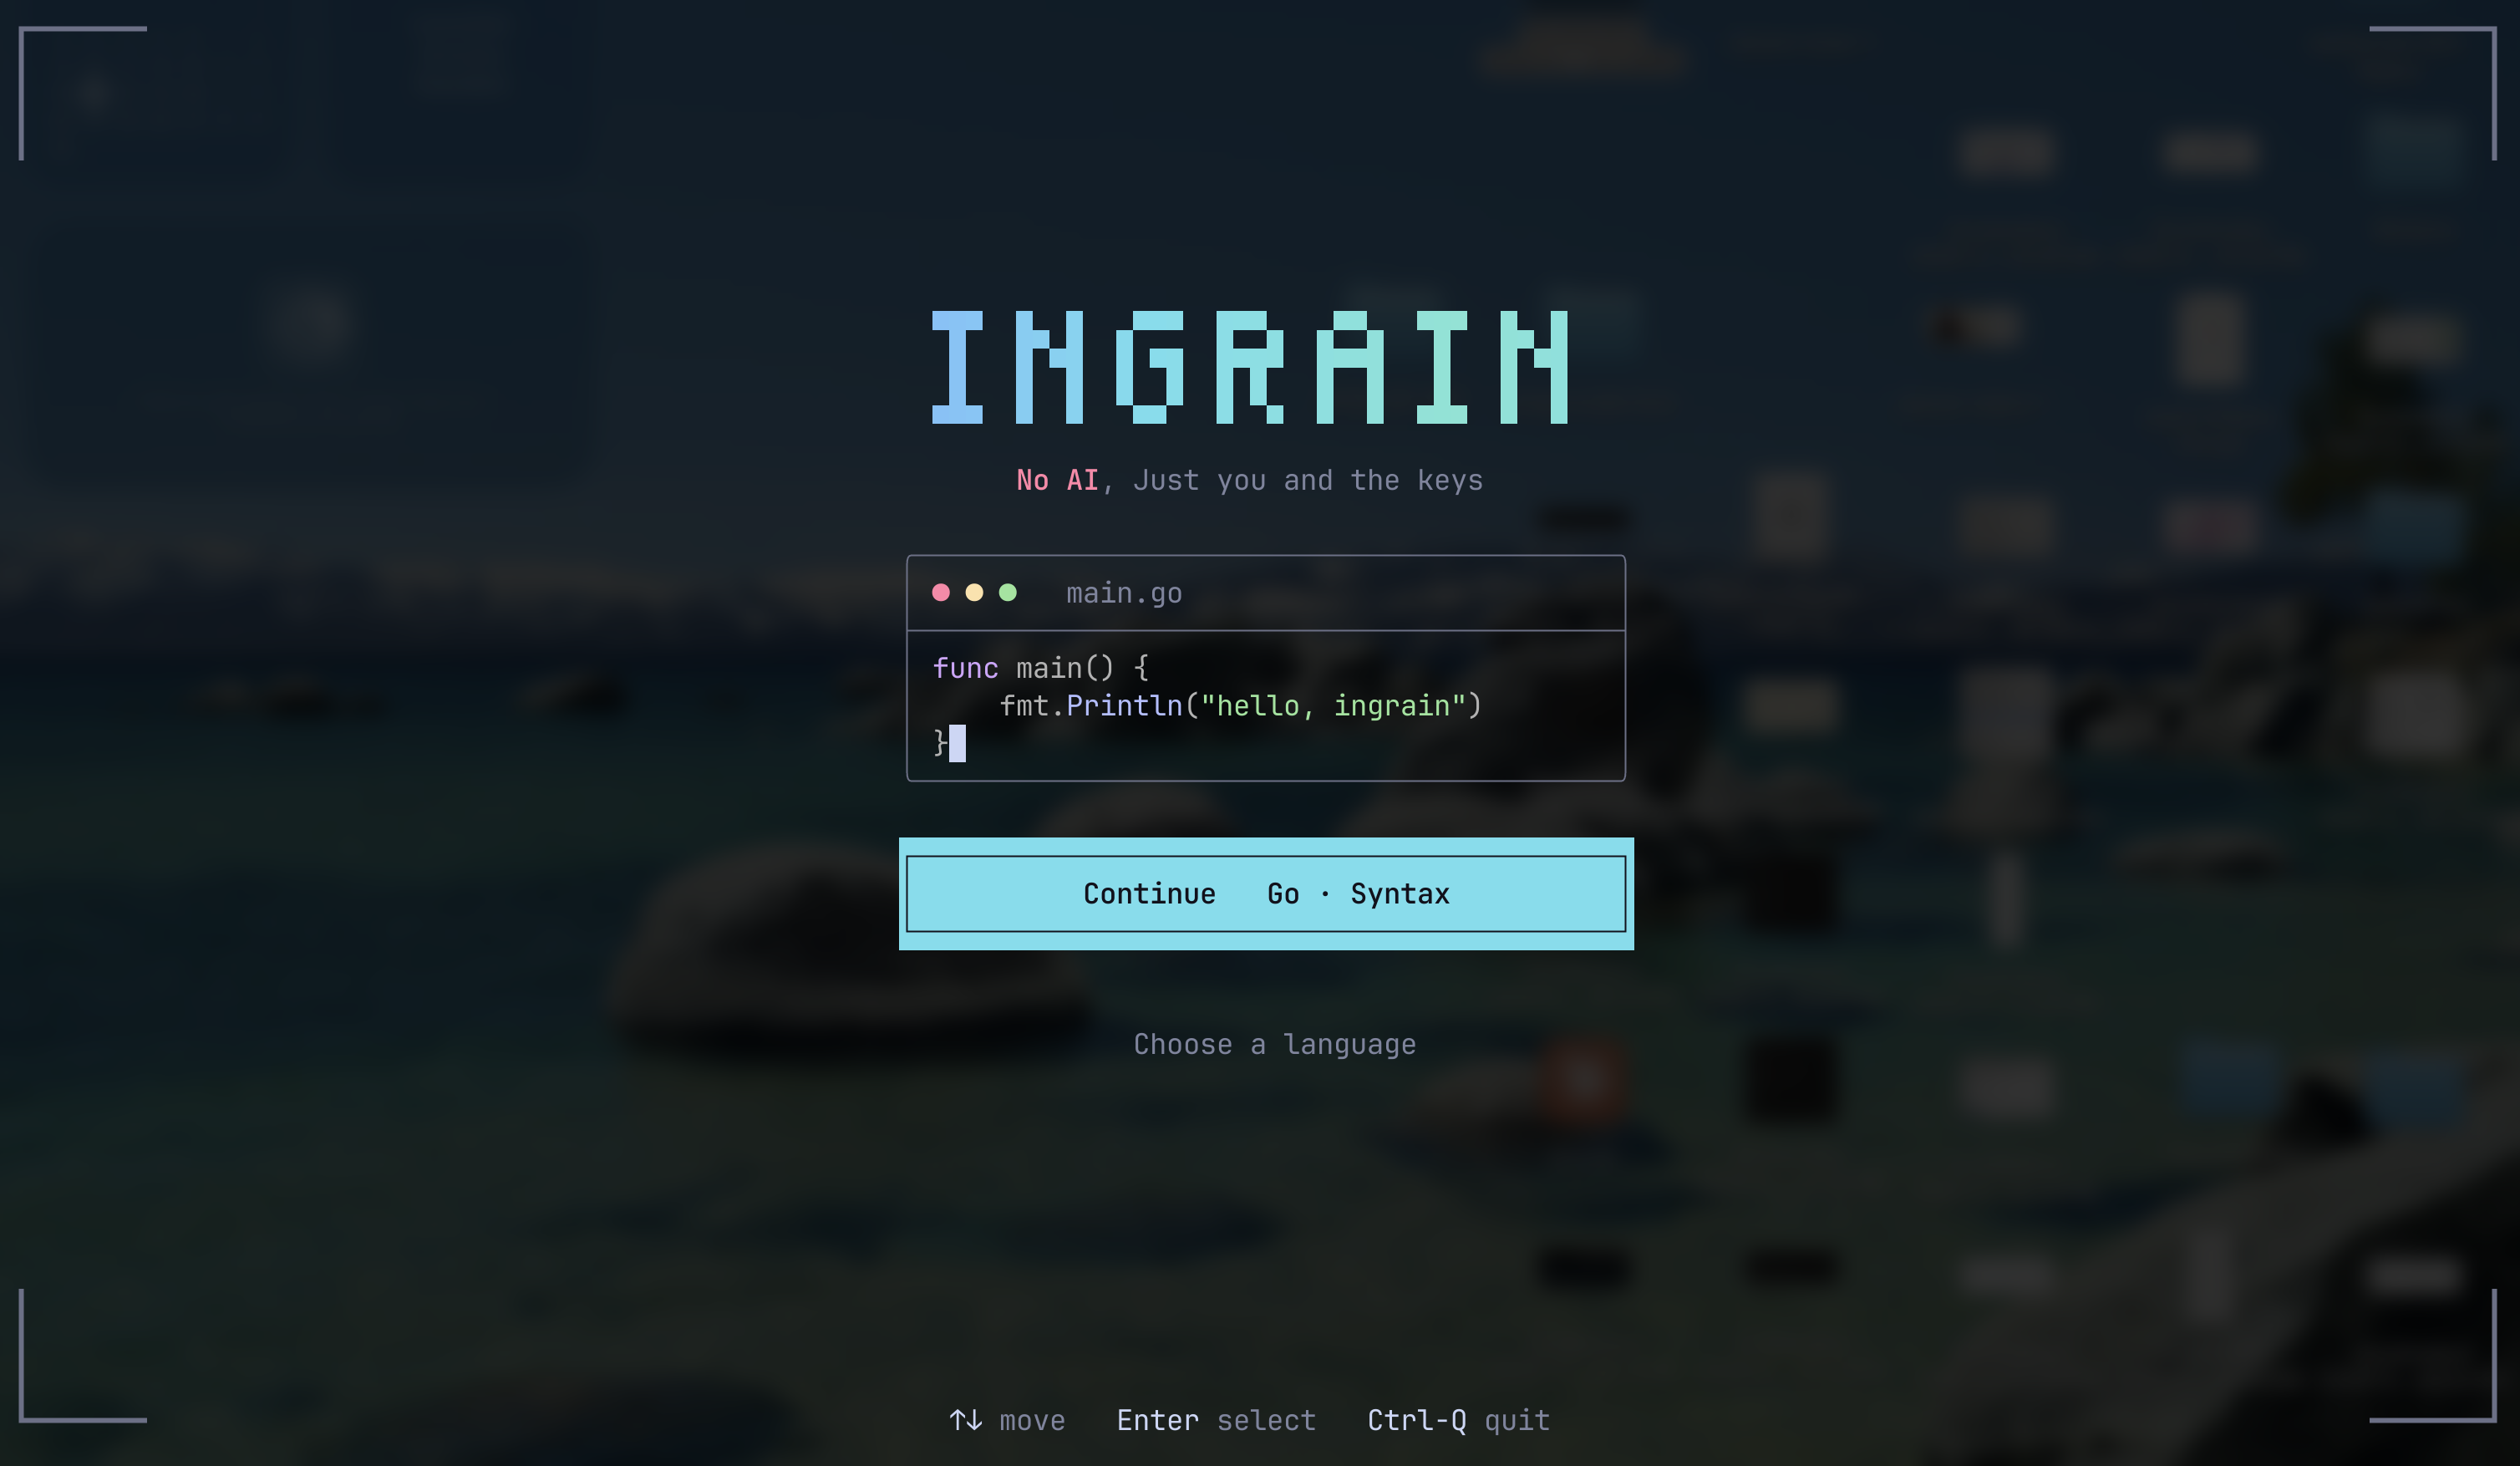 INGRAIN
No AI, Just you and the keys
main.go
func main() {
    fmt.Println("hello, ingrain")
}
Continue   Go · Syntax
Choose a language
↑↓ move   Enter select   Ctrl-Q quit